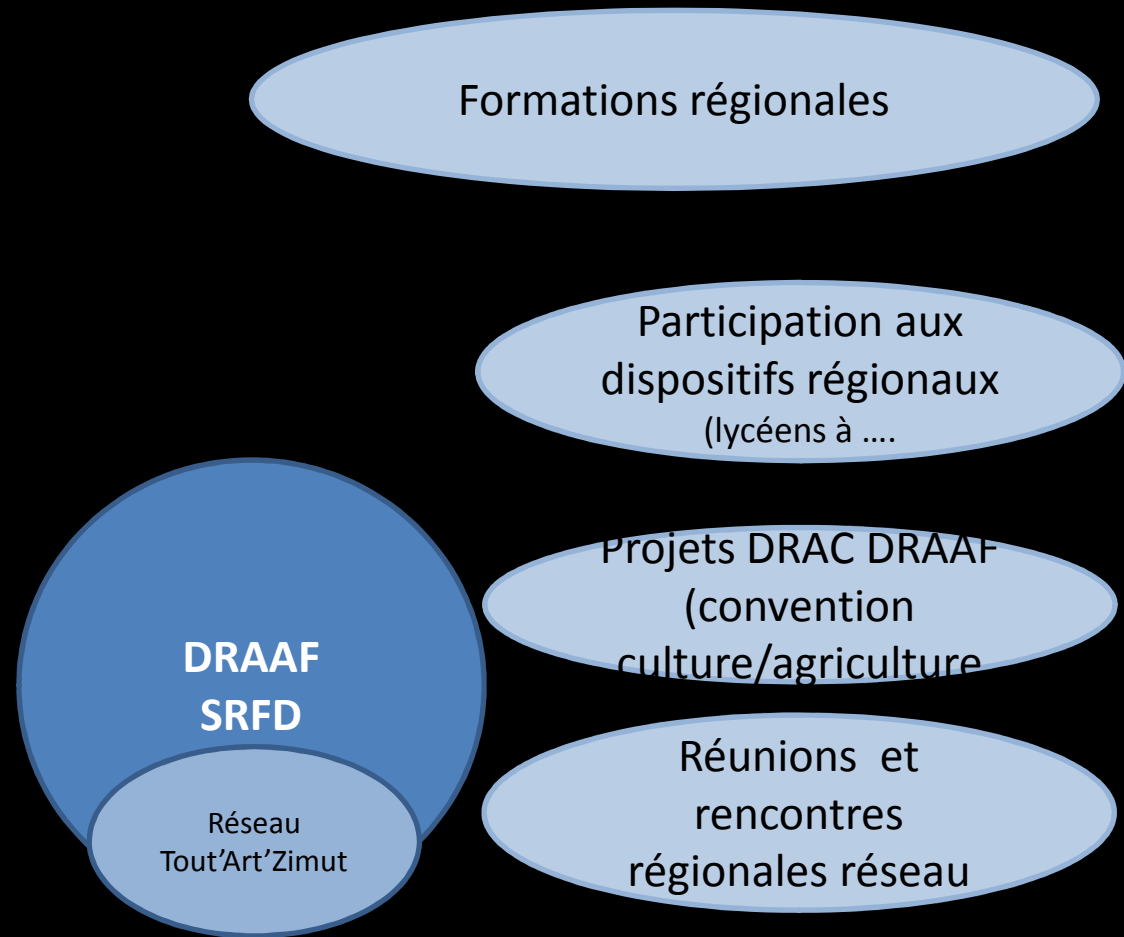 Formations régionales
Participation aux
dispositifs régionaux
(lycéens à ....
Projets DRAC DRAAF
(convention
culture/agriculture
DRAAF
SRFD
Réunions et
rencontres
régionales réseau
Réseau
Tout’Art’Zimut